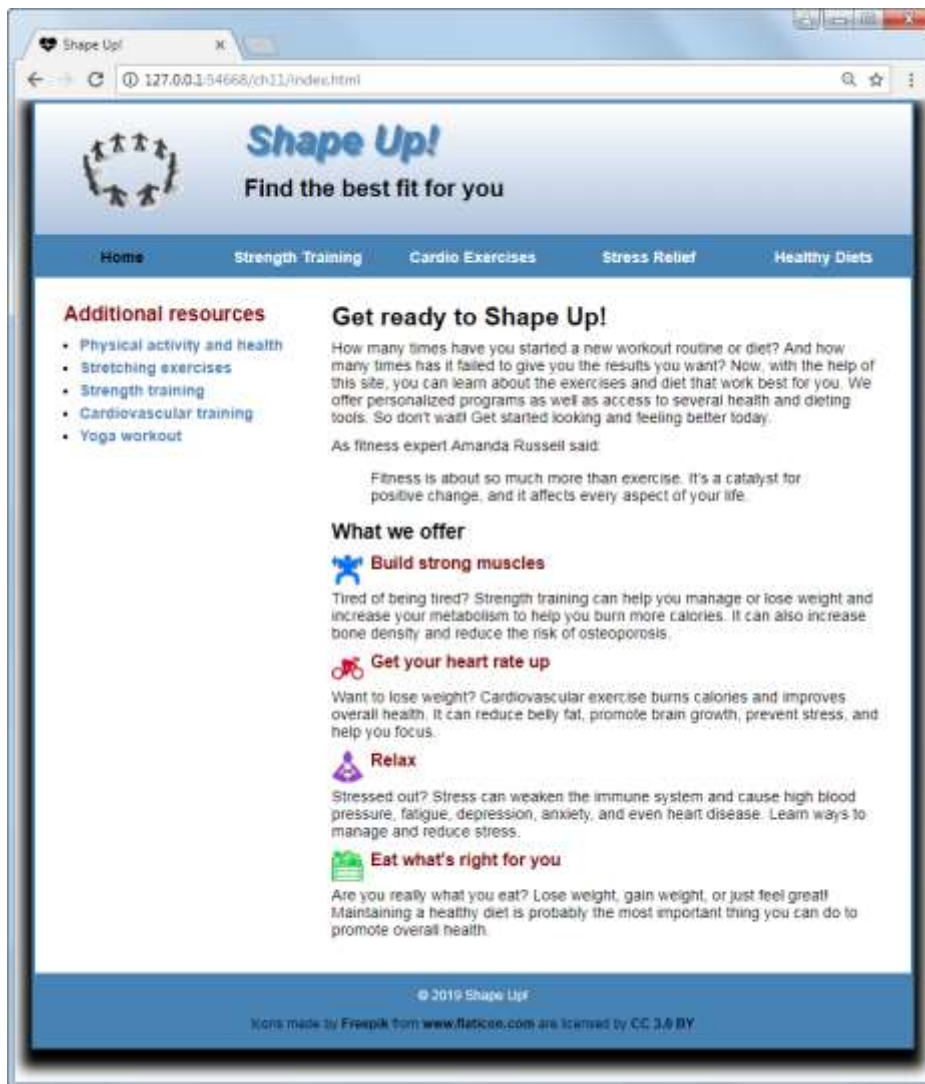 Shape Up!
127.0.0.1:54668/ch11/index.html
Shape Up!
Find the best fit for you
Home Strength Training Cardio Exercises Stress Relief Healthy Diets
Additional resources
Physical activity and health
Stretching exercises
Strength training
Cardiovascular training
Yoga workout
Get ready to Shape Up!
How many times have you started a new workout routine or diet? And how
many times has it failed to give you the results you want? Now, with the help of
this site, you can learn about the exercises and diet that work best for you. We
offer personalized programs as well as access to several health and dieting
tools. So don't wait! Get started looking and feeling better today.
As fitness expert Amanda Russell said:
Fitness is about so much more than exercise. It's a catalyst for
positive change, and it affects every aspect of your life.
What we offer
Build strong muscles
Tired of being tired? Strength training can help you manage or lose weight and
increase your metabolism to help you burn more calories. It can also increase
bone density and reduce the risk of osteoporosis.
Get your heart rate up
Want to lose weight? Cardiovascular exercise burns calories and improves
overall health. It can reduce belly fat, promote brain growth, prevent stress, and
help you focus.
Relax
Stressed out? Stress can weaken the immune system and cause high blood
pressure, fatigue, depression, anxiety, and even heart disease. Learn ways to
manage and reduce stress.
Eat what's right for you
Are you really what you eat? Lose weight, gain weight, or just feel great!
Maintaining a healthy diet is probably the most important thing you can do to
promote overall health.
© 2019 Shape Up!
Icons made by Freepik from www.flaticon.com are licensed by CC 3.0 BY